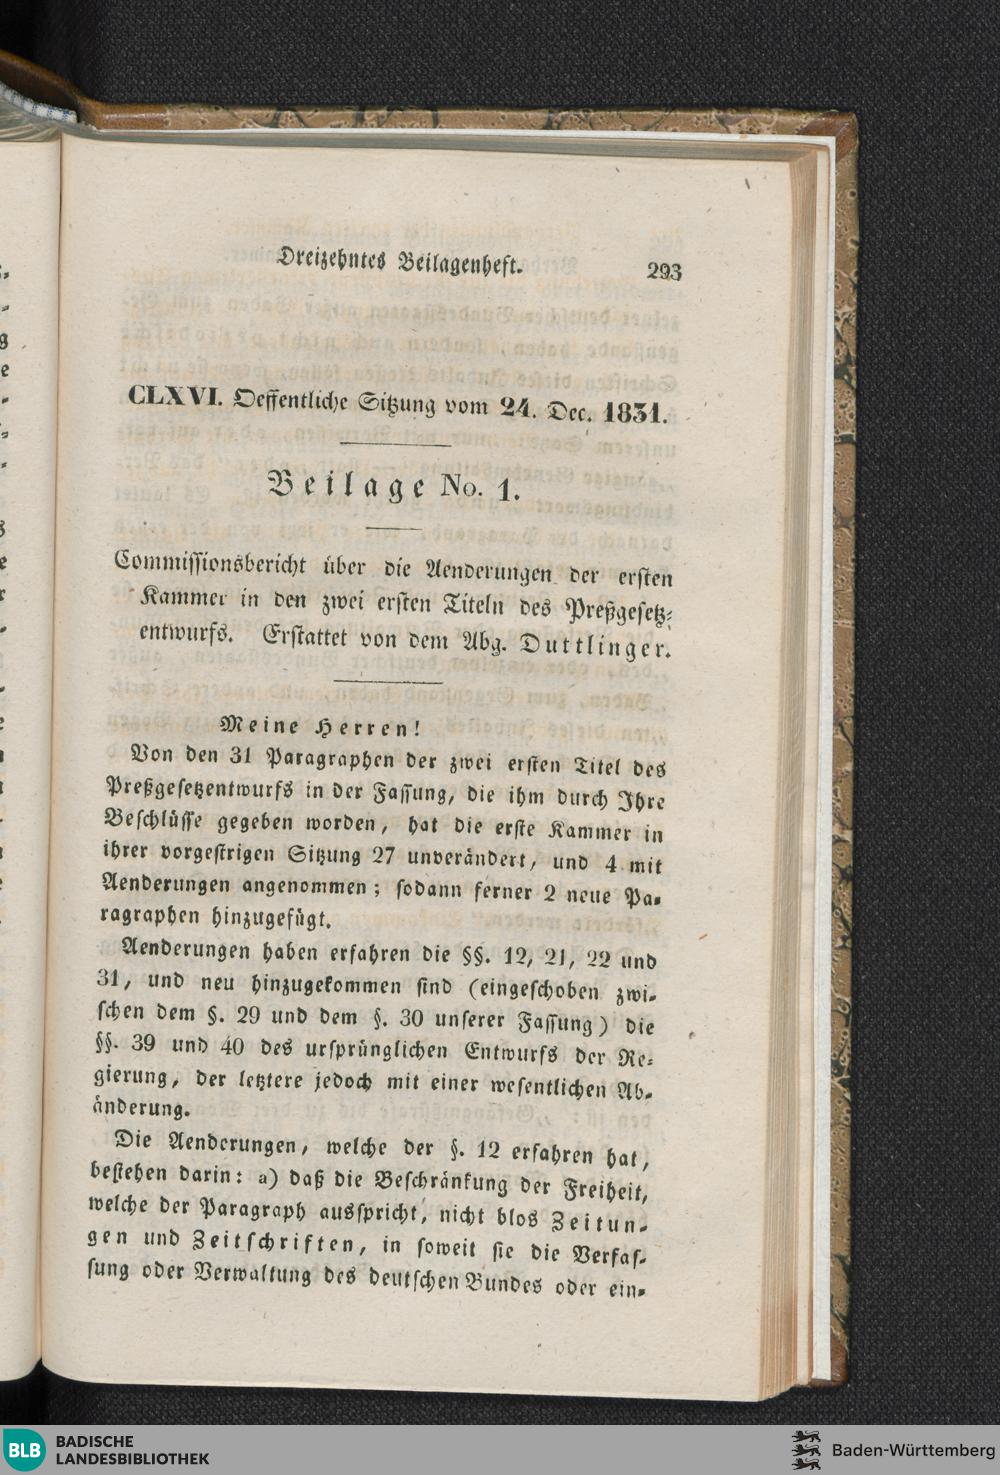 Dreizehntes Beilagenheft.
293
CLXVI. Oeffentliche Sitzung vom 24. Dec. 1831.
Beilage No. 1.
Commissionsbericht über die Aenderungen der ersten
Kammer in den zwei ersten Titeln des Preßgesetz-
entwurfs. Erstattet von dem Abg. Duttlinger.
Meine Herren!
Von den 31 Paragraphen der zwei ersten Titel des
Preßgesetzentwurfs in der Fassung, die ihm durch Ihre
Beschlüsse gegeben worden, hat die erste Kammer in
ihrer vorgestrigen Sitzung 27 unverändert, und 4 mit
Aenderungen angenommen; sodann ferner 2 neue Pa-
ragraphen hinzugefügt.
Aenderungen haben erfahren die §§. 12, 21, 22 und
31, und neu hinzugekommen sind (eingeschoben zwi-
schen dem §. 29 und dem §. 30 unserer Fassung) die
§§. 39 und 40 des ursprünglichen Entwurfs der Re-
gierung, der letztere jedoch mit einer wesentlichen Ab-
änderung.
Die Aenderungen, welche der §. 12 erfahren hat,
bestehen darin: a) daß die Beschränkung der Freiheit,
welche der Paragraph ausspricht, nicht blos Zeitun-
gen und Zeitschriften, in soweit sie die Verfas-
sung oder Verwaltung des deutschen Bundes oder ein-
BLB BADISCHE
LANDESBIBLIOTHEK
Baden-Württemberg